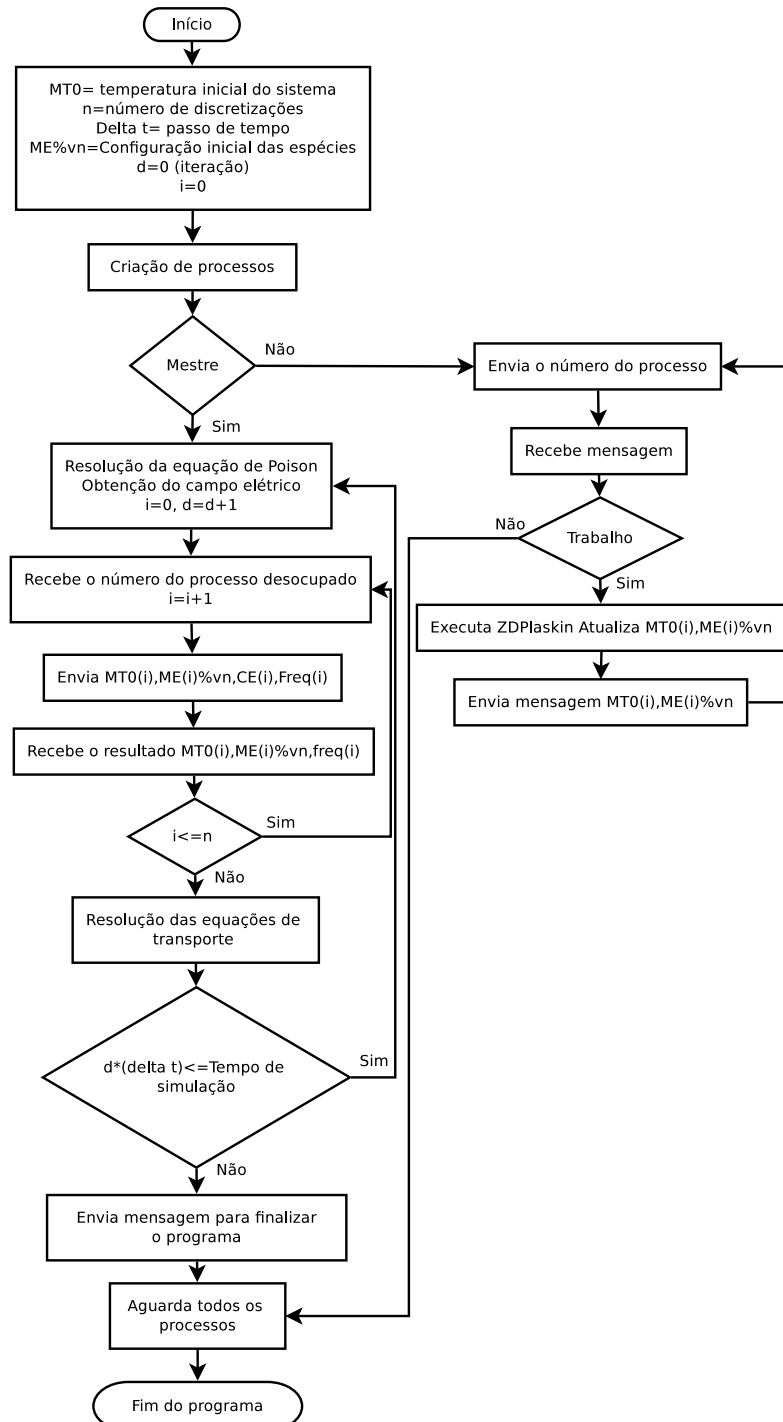 Início
MT0= temperatura inicial do sistema
n=número de discretizações
Delta t= passo de tempo
ME%vn=Configuração inicial das espécies
d=0 (iteração)
i=0
Criação de processos
Mestre
Não
Sim
Envia o número do processo
Recebe mensagem
Trabalho
Não
Sim
Executa ZDPlaskin Atualiza MT0(i),ME(i)%vn
Envia mensagem MT0(i),ME(i)%vn
Resolução da equação de Poison
Obtenção do campo elétrico
i=0, d=d+1
Recebe o número do processo desocupado
i=i+1
Envia MT0(i),ME(i)%vn,CE(i),Freq(i)
Recebe o resultado MT0(i),ME(i)%vn,freq(i)
i<=n
Sim
Não
Resolução das equações de
transporte
d*(delta t)<=Tempo de
simulação
Sim
Não
Envia mensagem para finalizar
o programa
Aguarda todos os
processos
Fim do programa